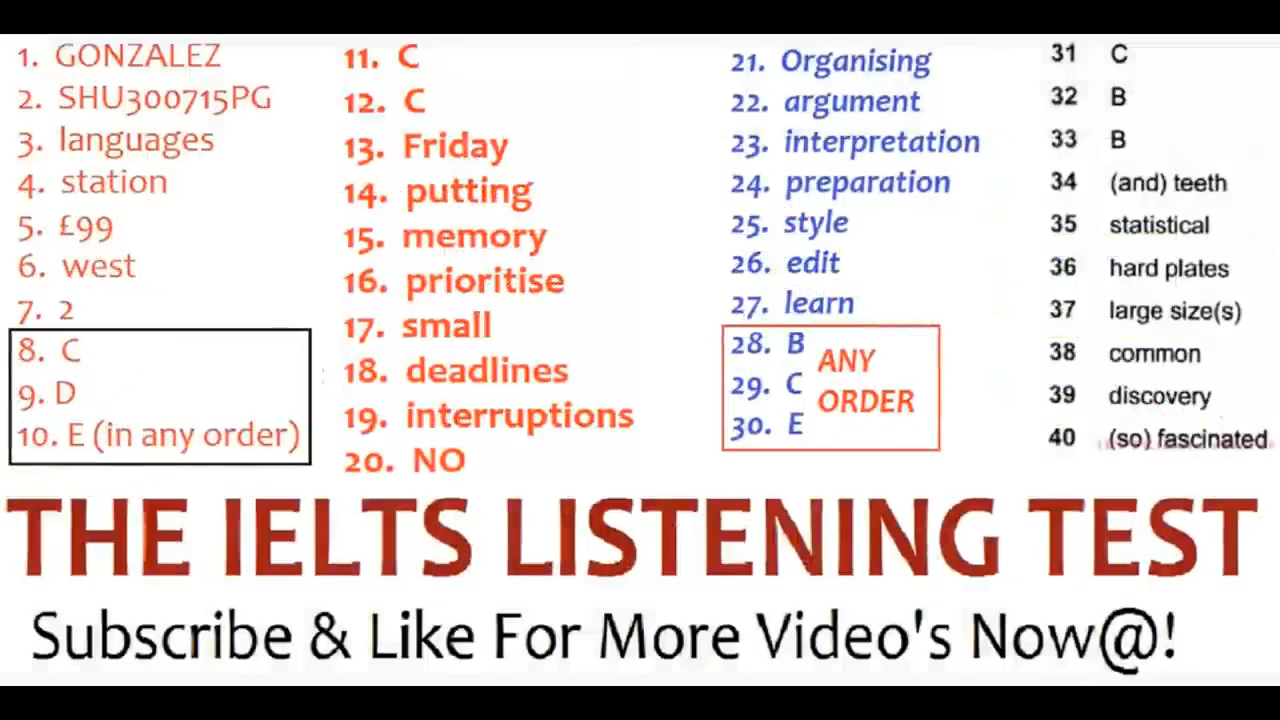 1. GONZALEZ
2. SHU300715PG
3. languages
4. station
5. £99
6. west
7. 2
8. C
9. D
10. E (in any order)
11. C
12. C
13. Friday
14. putting
15. memory
16. prioritise
17. small
18. deadlines
19. interruptions
20. NO
21. Organising
22. argument
23. interpretation
24. preparation
25. style
26. edit
27. learn
28. B
29. C
30. E
ANY
ORDER
31 C
32 B
33 B
34 (and) teeth
35 statistical
36 hard plates
37 large size(s)
38 common
39 discovery
40 (so) fascinated
THE IELTS LISTENING TEST
Subscribe & Like For More Video's Now@!